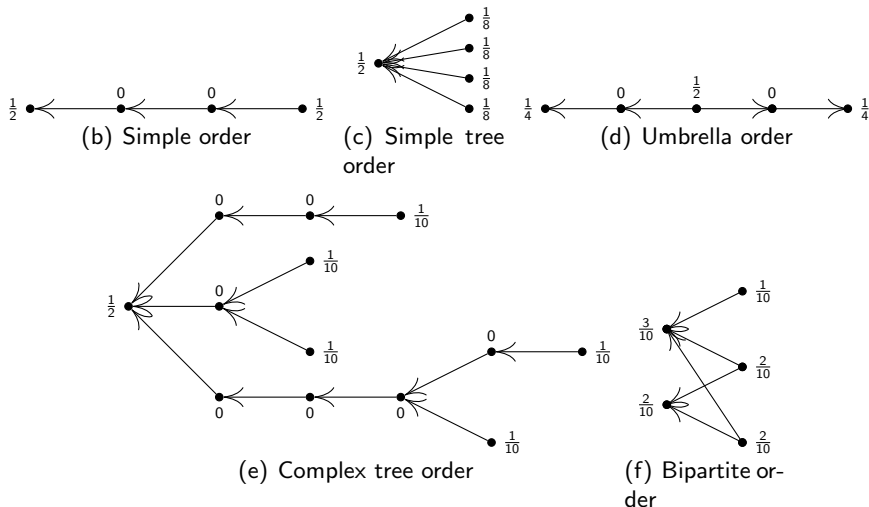 1/8
1/8
1/2
1/8
1/8
1/2 0 0 1/2
1/4 0 1/2 0 1/4
(b) Simple order
(c) Simple tree
order
(d) Umbrella order
0 0 1/10
1/10
1/2 0
1/10
0 1/10
0 0 0
1/10
(e) Complex tree order
1/10
3/10
2/10
2/10
2/10
(f) Bipartite or-
der